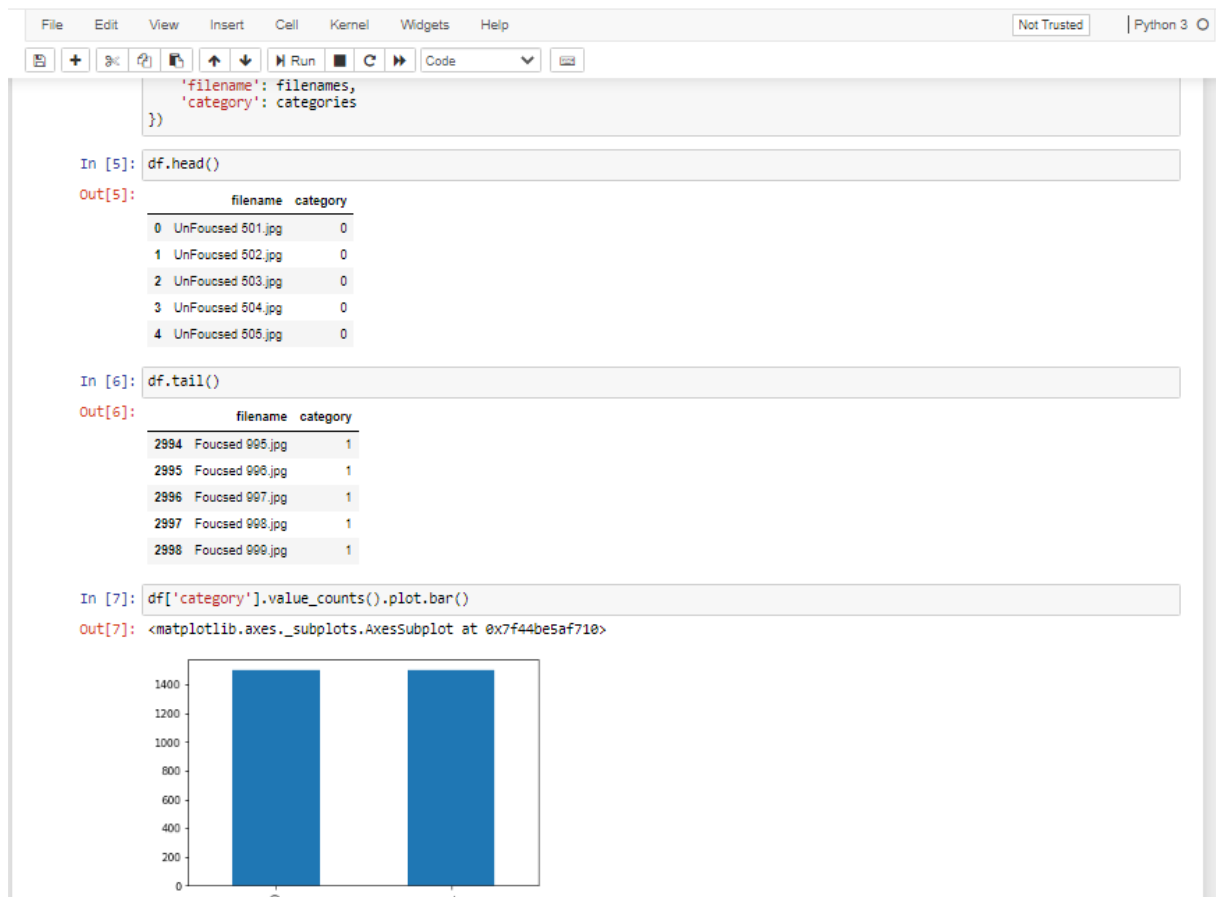 File Edit View Insert Cell Kernel Widgets Help Not Trusted Python 3
Run Code
'filename': filenames,
'category': categories
})
In [5]: df.head()
Out[5]:
filename category
0 UnFoucsed 501.jpg 0
1 UnFoucsed 502.jpg 0
2 UnFoucsed 503.jpg 0
3 UnFoucsed 504.jpg 0
4 UnFoucsed 505.jpg 0
In [6]: df.tail()
Out[6]:
filename category
2994 Foucsed 995.jpg 1
2995 Foucsed 996.jpg 1
2996 Foucsed 997.jpg 1
2997 Foucsed 998.jpg 1
2998 Foucsed 999.jpg 1
In [7]: df['category'].value_counts().plot.bar()
Out[7]: <matplotlib.axes._subplots.AxesSubplot at 0x7f44be5af710>
1400
1200
1000
800
600
400
200
0